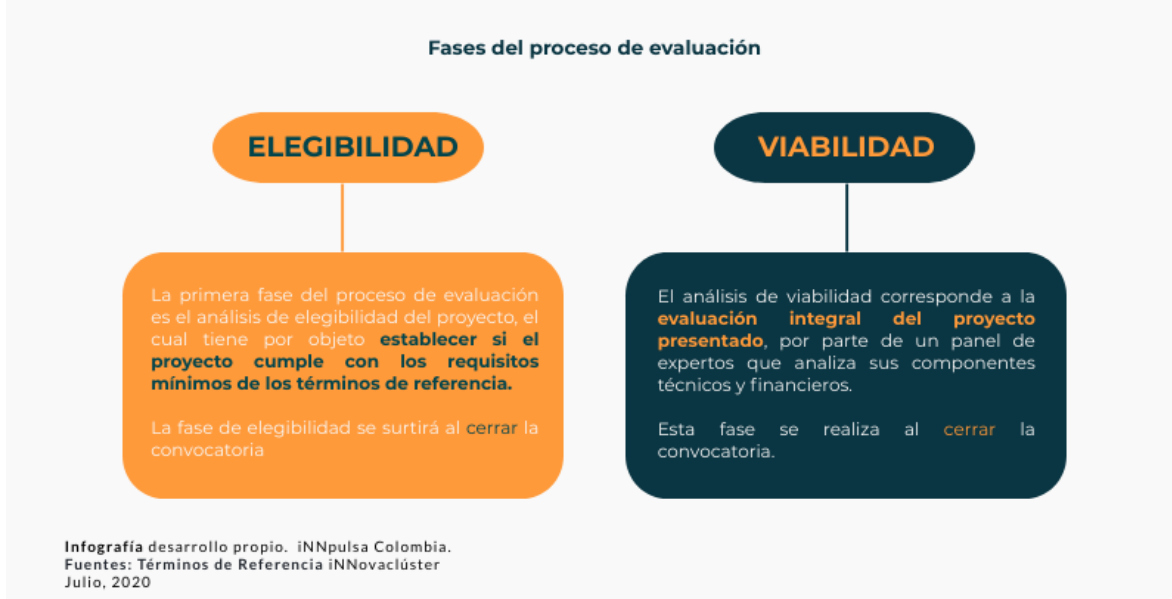 Fases del proceso de evaluación
ELEGIBILIDAD
La primera fase del proceso de evaluación
es el análisis de elegibilidad del proyecto, el
cual tiene por objeto establecer si el
proyecto cumple con los requisitos
mínimos de los términos de referencia.
La fase de elegibilidad se surtirá al cerrar la
convocatoria
VIABILIDAD
El análisis de viabilidad corresponde a la
evaluación integral del proyecto
presentado, por parte de un panel de
expertos que analiza sus componentes
técnicos y financieros.
Esta fase se realiza al cerrar la
convocatoria.
Infografía desarrollo propio. iNNpulsa Colombia.
Fuentes: Términos de Referencia iNNovaclúster
Julio, 2020